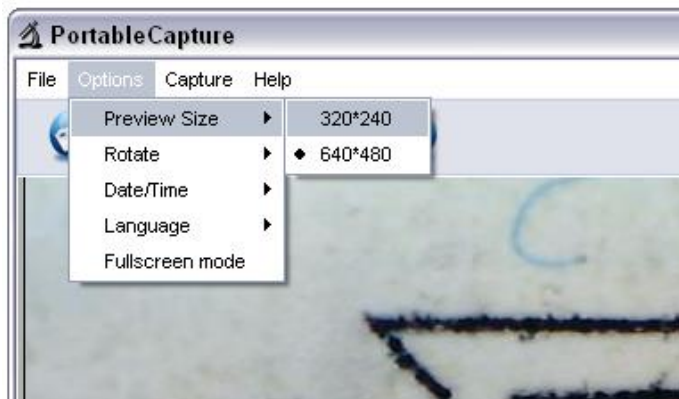 PortableCapture
File Options Capture Help
Preview Size 320*240
Rotate ◆ 640*480
Date/Time
Language
Fullscreen mode